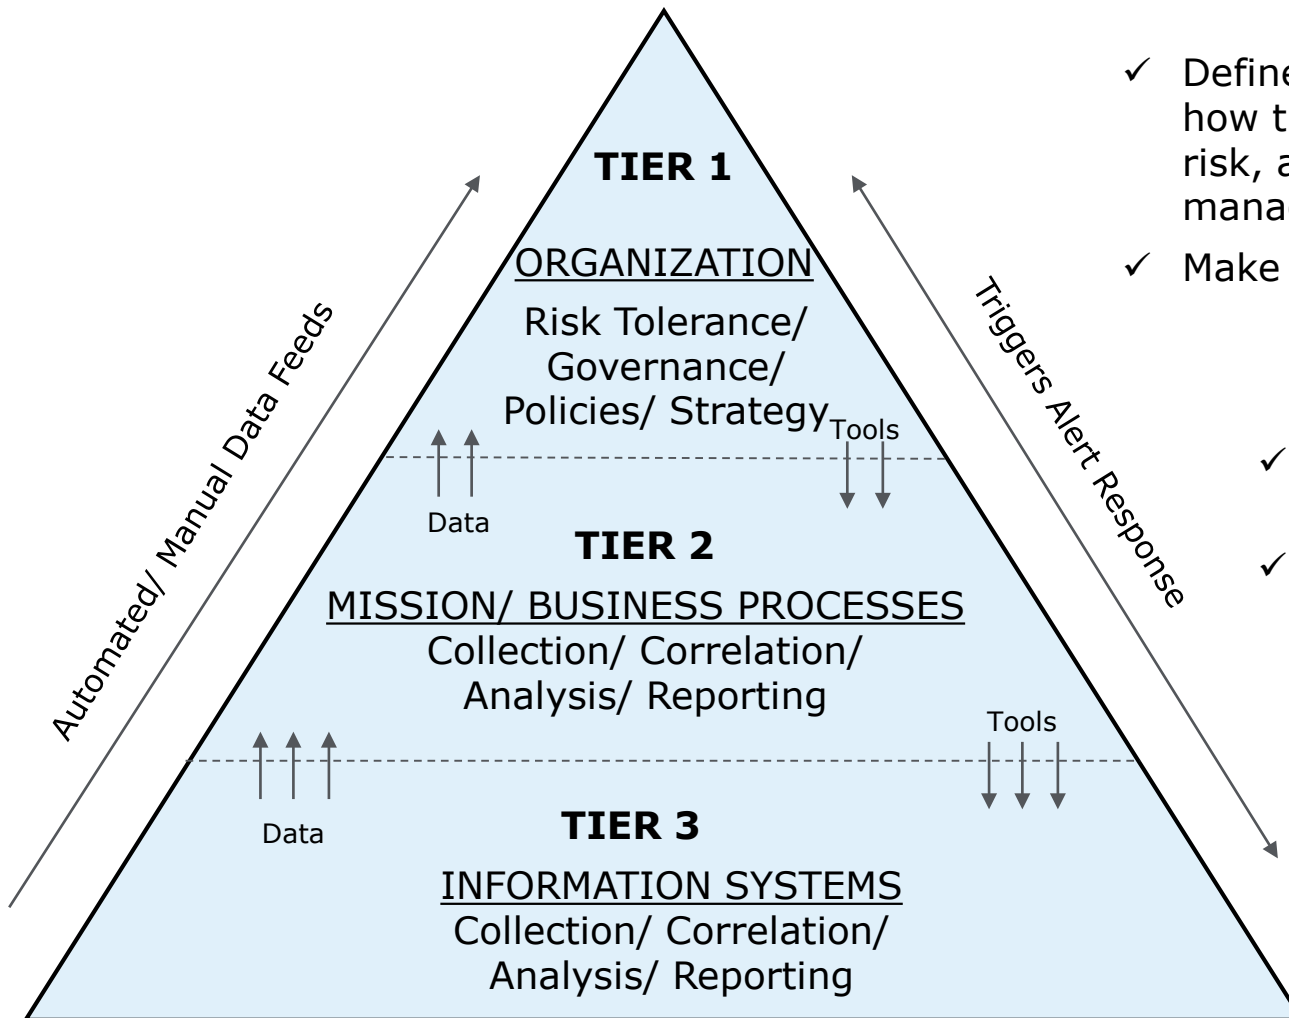 TIER 1
ORGANIZATION
Risk Tolerance/
Governance/
Policies/ Strategy
Tools
Data
TIER 2
MISSION/ BUSINESS PROCESSES
Collection/ Correlation/
Analysis/ Reporting
Tools
Data
TIER 3
INFORMATION SYSTEMS
Collection/ Correlation/
Analysis/ Reporting
Automated/ Manual Data Feeds
Triggers Alert Response
✓ Define
how t
risk, a
mana
✓ Make
✓
✓